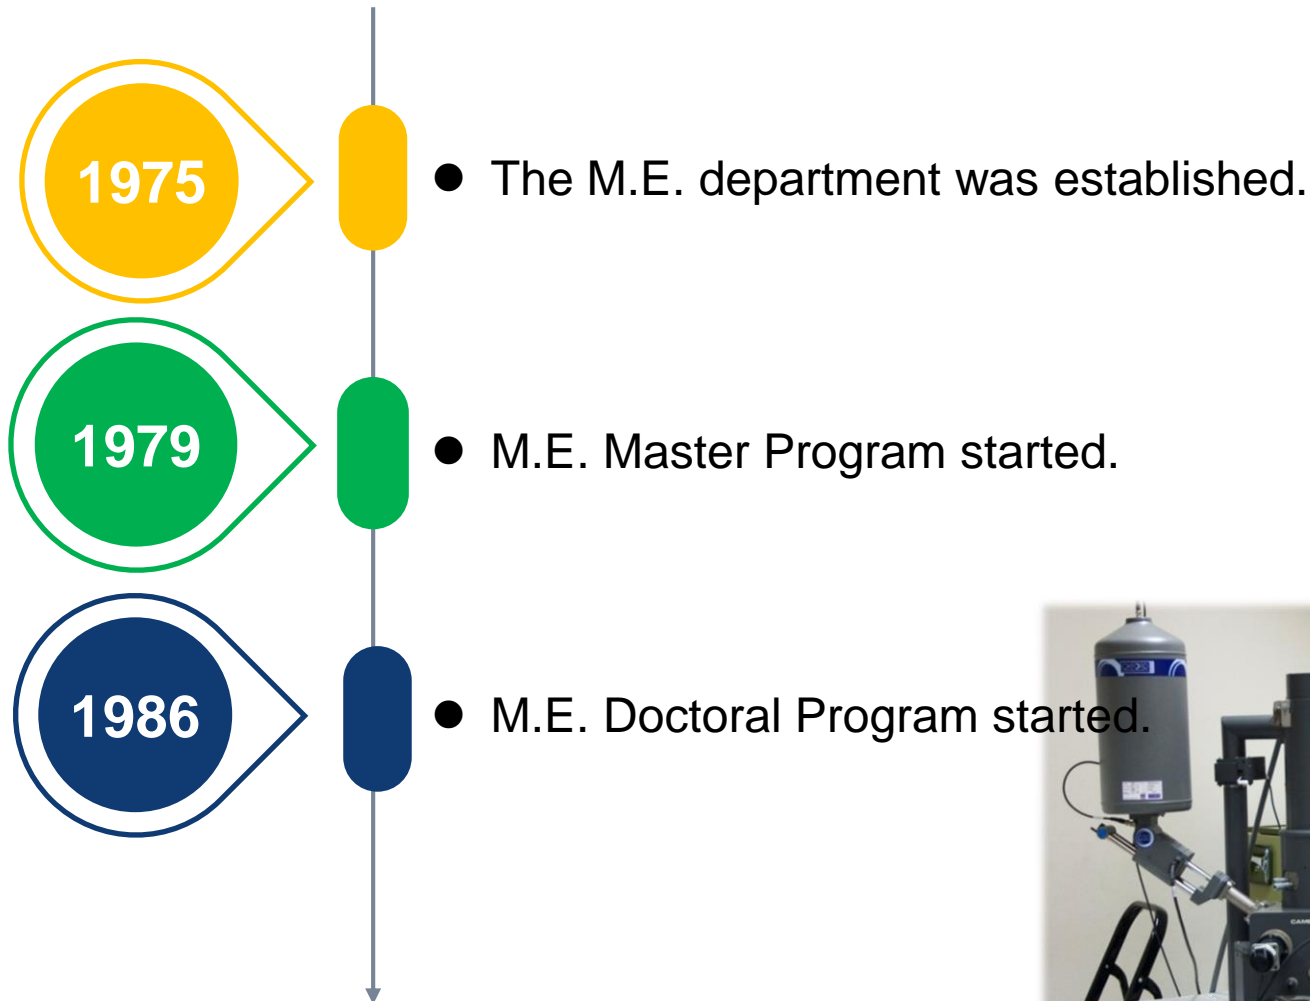 1975
The M.E. department was established.
1979
M.E. Master Program started.
1986
M.E. Doctoral Program started.